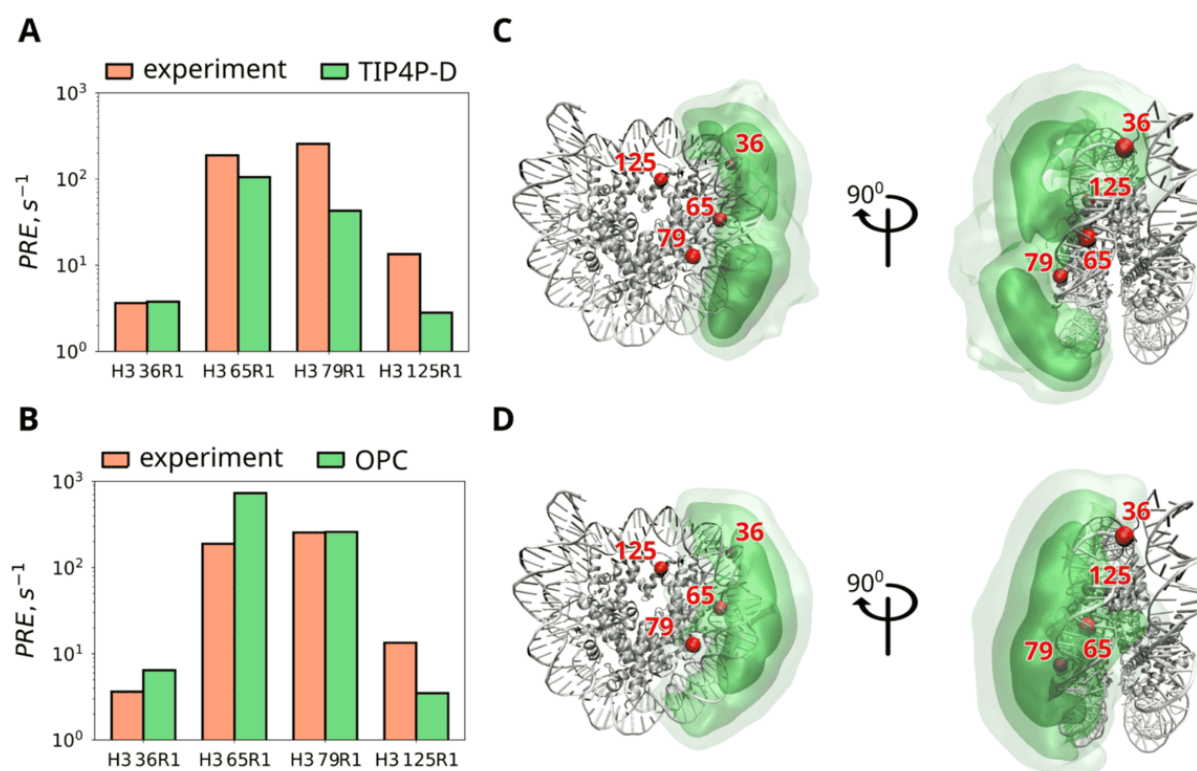 A
experiment TIP4P-D
10³
10²
10¹
10⁰
PRE, s⁻¹
H3 36R1 H3 65R1 H3 79R1 H3 125R1
C
36
125
65
79
90⁰
36
125
79 65
B
experiment OPC
10³
10²
10¹
10⁰
PRE, s⁻¹
H3 36R1 H3 65R1 H3 79R1 H3 125R1
D
36
125
65
79
90⁰
36
125
79 65